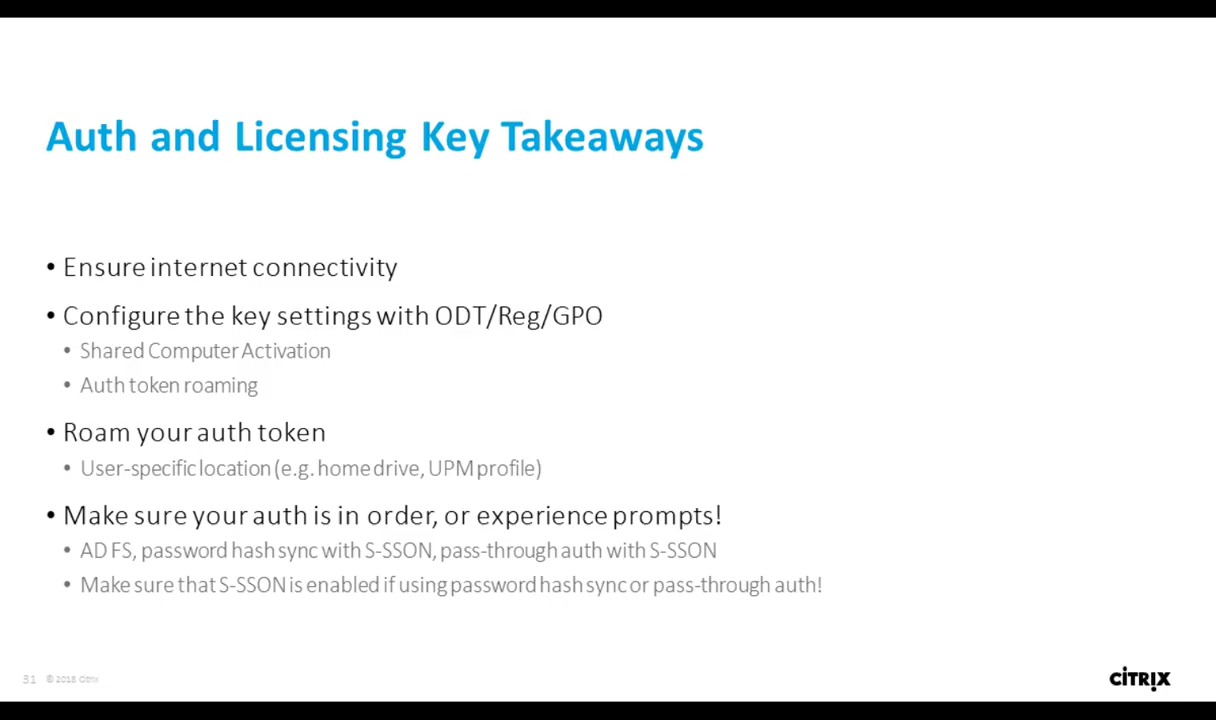 Auth and Licensing Key Takeaways
• Ensure internet connectivity
• Configure the key settings with ODT/Reg/GPO
• Shared Computer Activation
• Auth token roaming
• Roam your auth token
• User-specific location (e.g. home drive, UPM profile)
• Make sure your auth is in order, or experience prompts!
• AD FS, password hash sync with S-SSON, pass-through auth with S-SSON
• Make sure that S-SSON is enabled if using password hash sync or pass-through auth!
31 © 2018 Citrix
CİTRIX